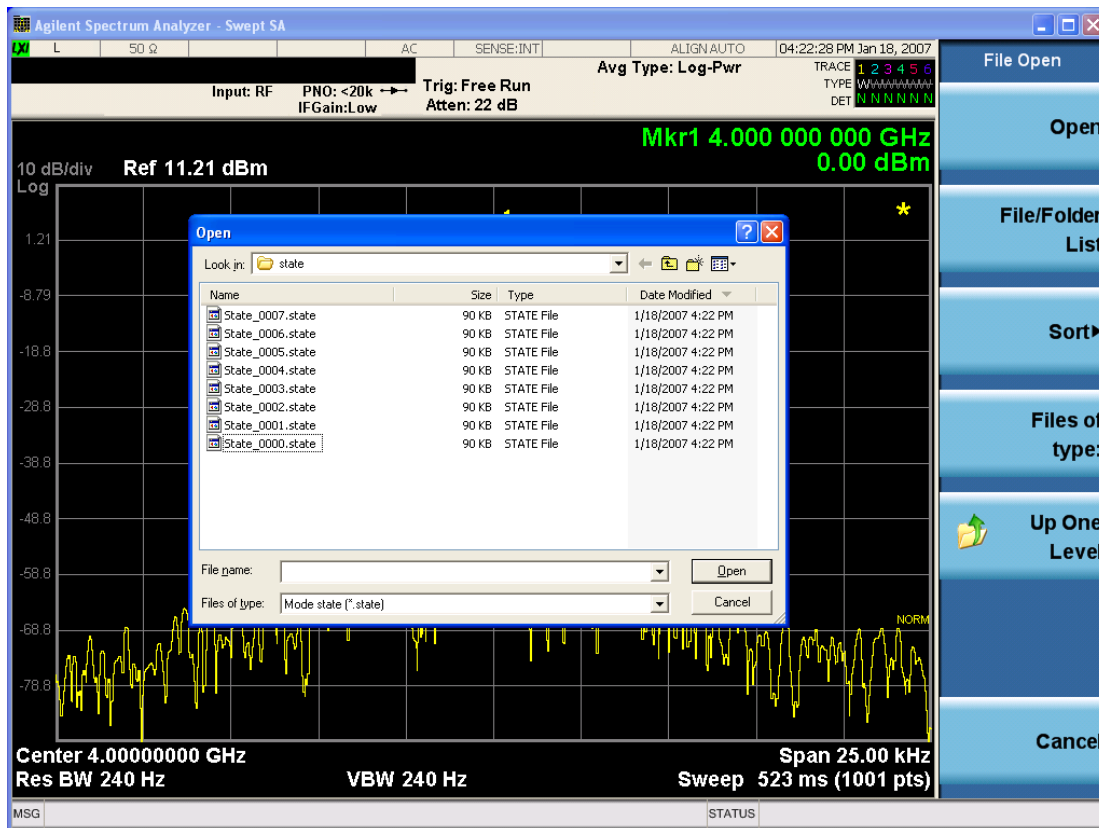 Agilent Spectrum Analyzer - Swept SA
LXI L 50 Ω AC SENSE:INT ALIGN AUTO 04:22:28 PM Jan 18, 2007
Input: RF PNO: <20k Trig: Free Run Avg Type: Log-Pwr TRACE 1 2 3 4 5 6
IFGain:Low Atten: 22 dB TYPE WWWWWW
DET N N N N N N
Mkr1 4.000 000 000 GHz
0.00 dBm
10 dB/div Ref 11.21 dBm
Log
1.21
-8.79
-18.8
-28.8
-38.8
-48.8
-58.8
-68.8
-78.8
NORM
Open
Look in: state
Name Size Type Date Modified
State_0007.state 90 KB STATE File 1/18/2007 4:22 PM
State_0006.state 90 KB STATE File 1/18/2007 4:22 PM
State_0005.state 90 KB STATE File 1/18/2007 4:22 PM
State_0004.state 90 KB STATE File 1/18/2007 4:22 PM
State_0003.state 90 KB STATE File 1/18/2007 4:22 PM
State_0002.state 90 KB STATE File 1/18/2007 4:22 PM
State_0001.state 90 KB STATE File 1/18/2007 4:22 PM
State_0000.state 90 KB STATE File 1/18/2007 4:22 PM
File name: Open
Files of type: Mode state (*.state) Cancel
Center 4.00000000 GHz Span 25.00 kHz
Res BW 240 Hz VBW 240 Hz Sweep 523 ms (1001 pts)
MSG STATUS
File Open
Open
File/Folder
List
Sort
Files of
type:
Up One
Level
Cancel